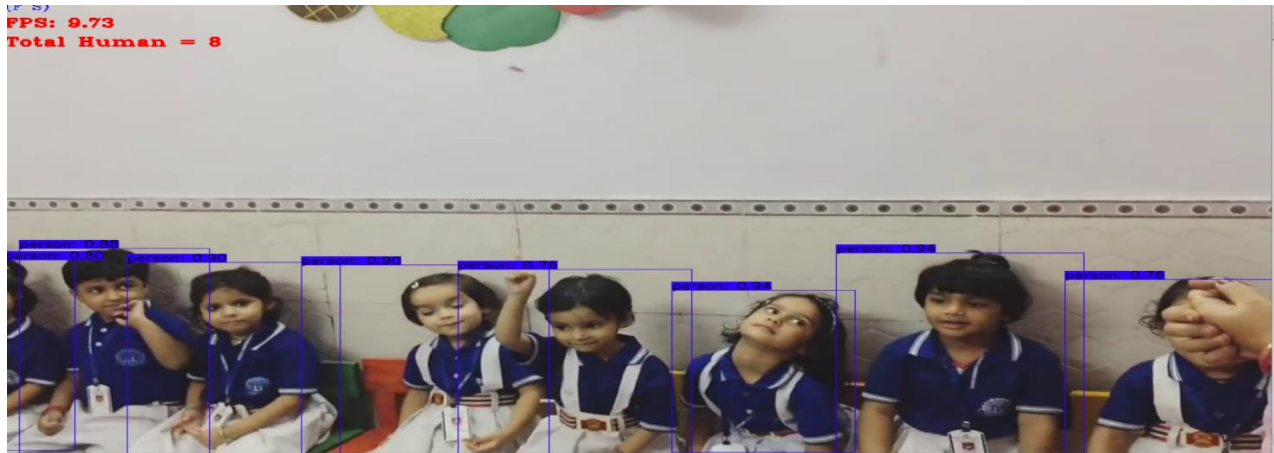 (F S)
FPS: 9.73
Total Human = 8
person: 0.88
person: 0.80
person: 0.90
person: 0.90
person: 0.76
person: 0.94
person: 0.94
person: 0.76